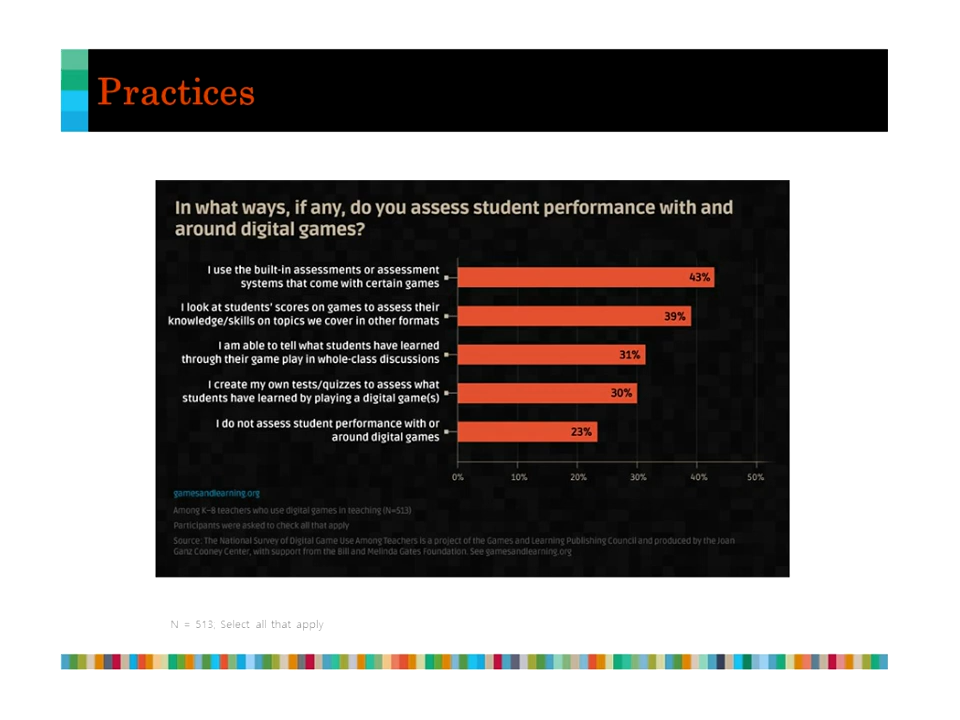 Practices
In what ways, if any, do you assess student performance with and
around digital games?
I use the built-in assessments or assessment
systems that come with certain games
43%
I look at students' scores on games to assess their
knowledge/skills on topics we cover in other formats
39%
I am able to tell what students have learned
through their game play in whole-class discussions
31%
I create my own tests/quizzes to assess what
students have learned by playing a digital game(s)
30%
I do not assess student performance with or
around digital games
23%
0% 10% 20% 30% 40% 50%
gamesandlearning.org
Among K-8 teachers who use digital games in teaching (N=513)
Participants were asked to check all that apply
Source: The National Survey of Digital Game Use Among Teachers is a project of the Games and Learning Publishing Council and produced by the Joan
Ganz Cooney Center, with support from the Bill and Melinda Gates Foundation. See gamesandlearning.org
N = 513, Select all that apply